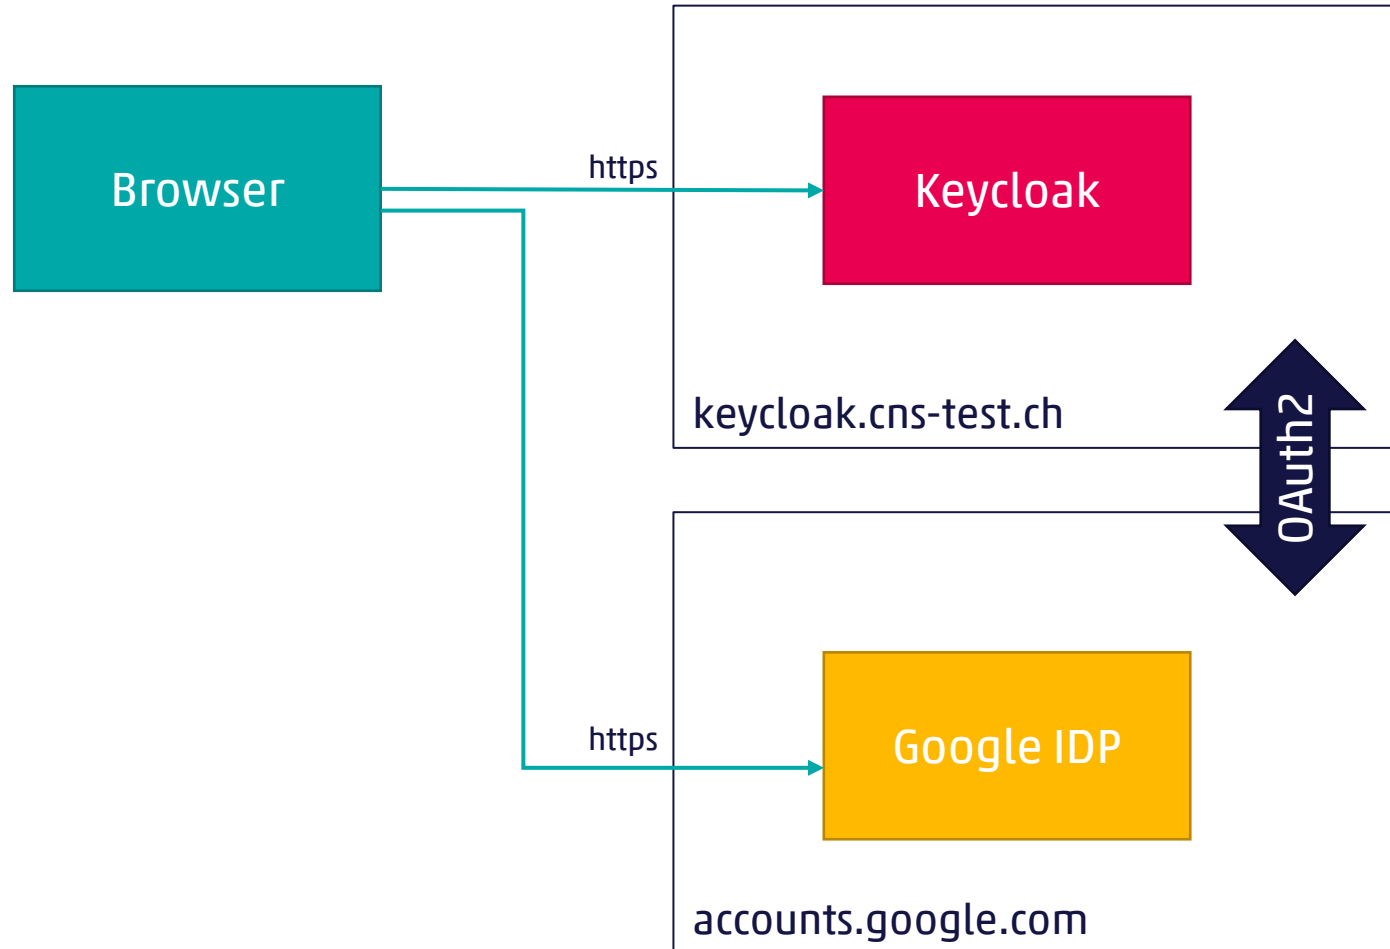 Browser
https
Keycloak
keycloak.cns-test.ch
OAuth2
https
Google IDP
accounts.google.com